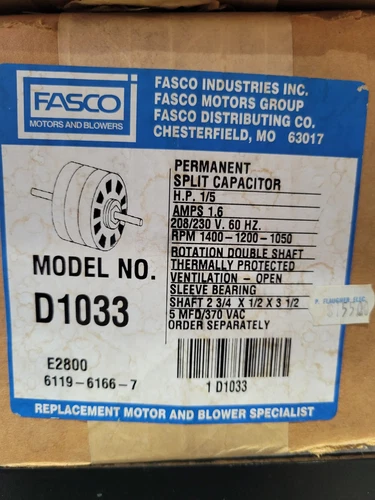 FASCO
MOTORS AND BLOWERS
FASCO INDUSTRIES INC.
FASCO MOTORS GROUP
FASCO DISTRIBUTING CO.
CHESTERFIELD, MO 63017
PERMANENT
SPLIT CAPACITOR
H.P. 1/5
AMPS 1.6
208/230 V. 60 HZ.
RPM 1400-1200-1050
ROTATION DOUBLE SHAFT
THERMALLY PROTECTED
VENTILATION - OPEN
SLEEVE BEARING
SHAFT 2 3/4 X 1/2 X 3 1/2
5 MFD/370 VAC
ORDER SEPARATELY
MODEL NO.
D1033
E2800
6119-6166-7
1 D1033
REPLACEMENT MOTOR AND BLOWER SPECIALIST